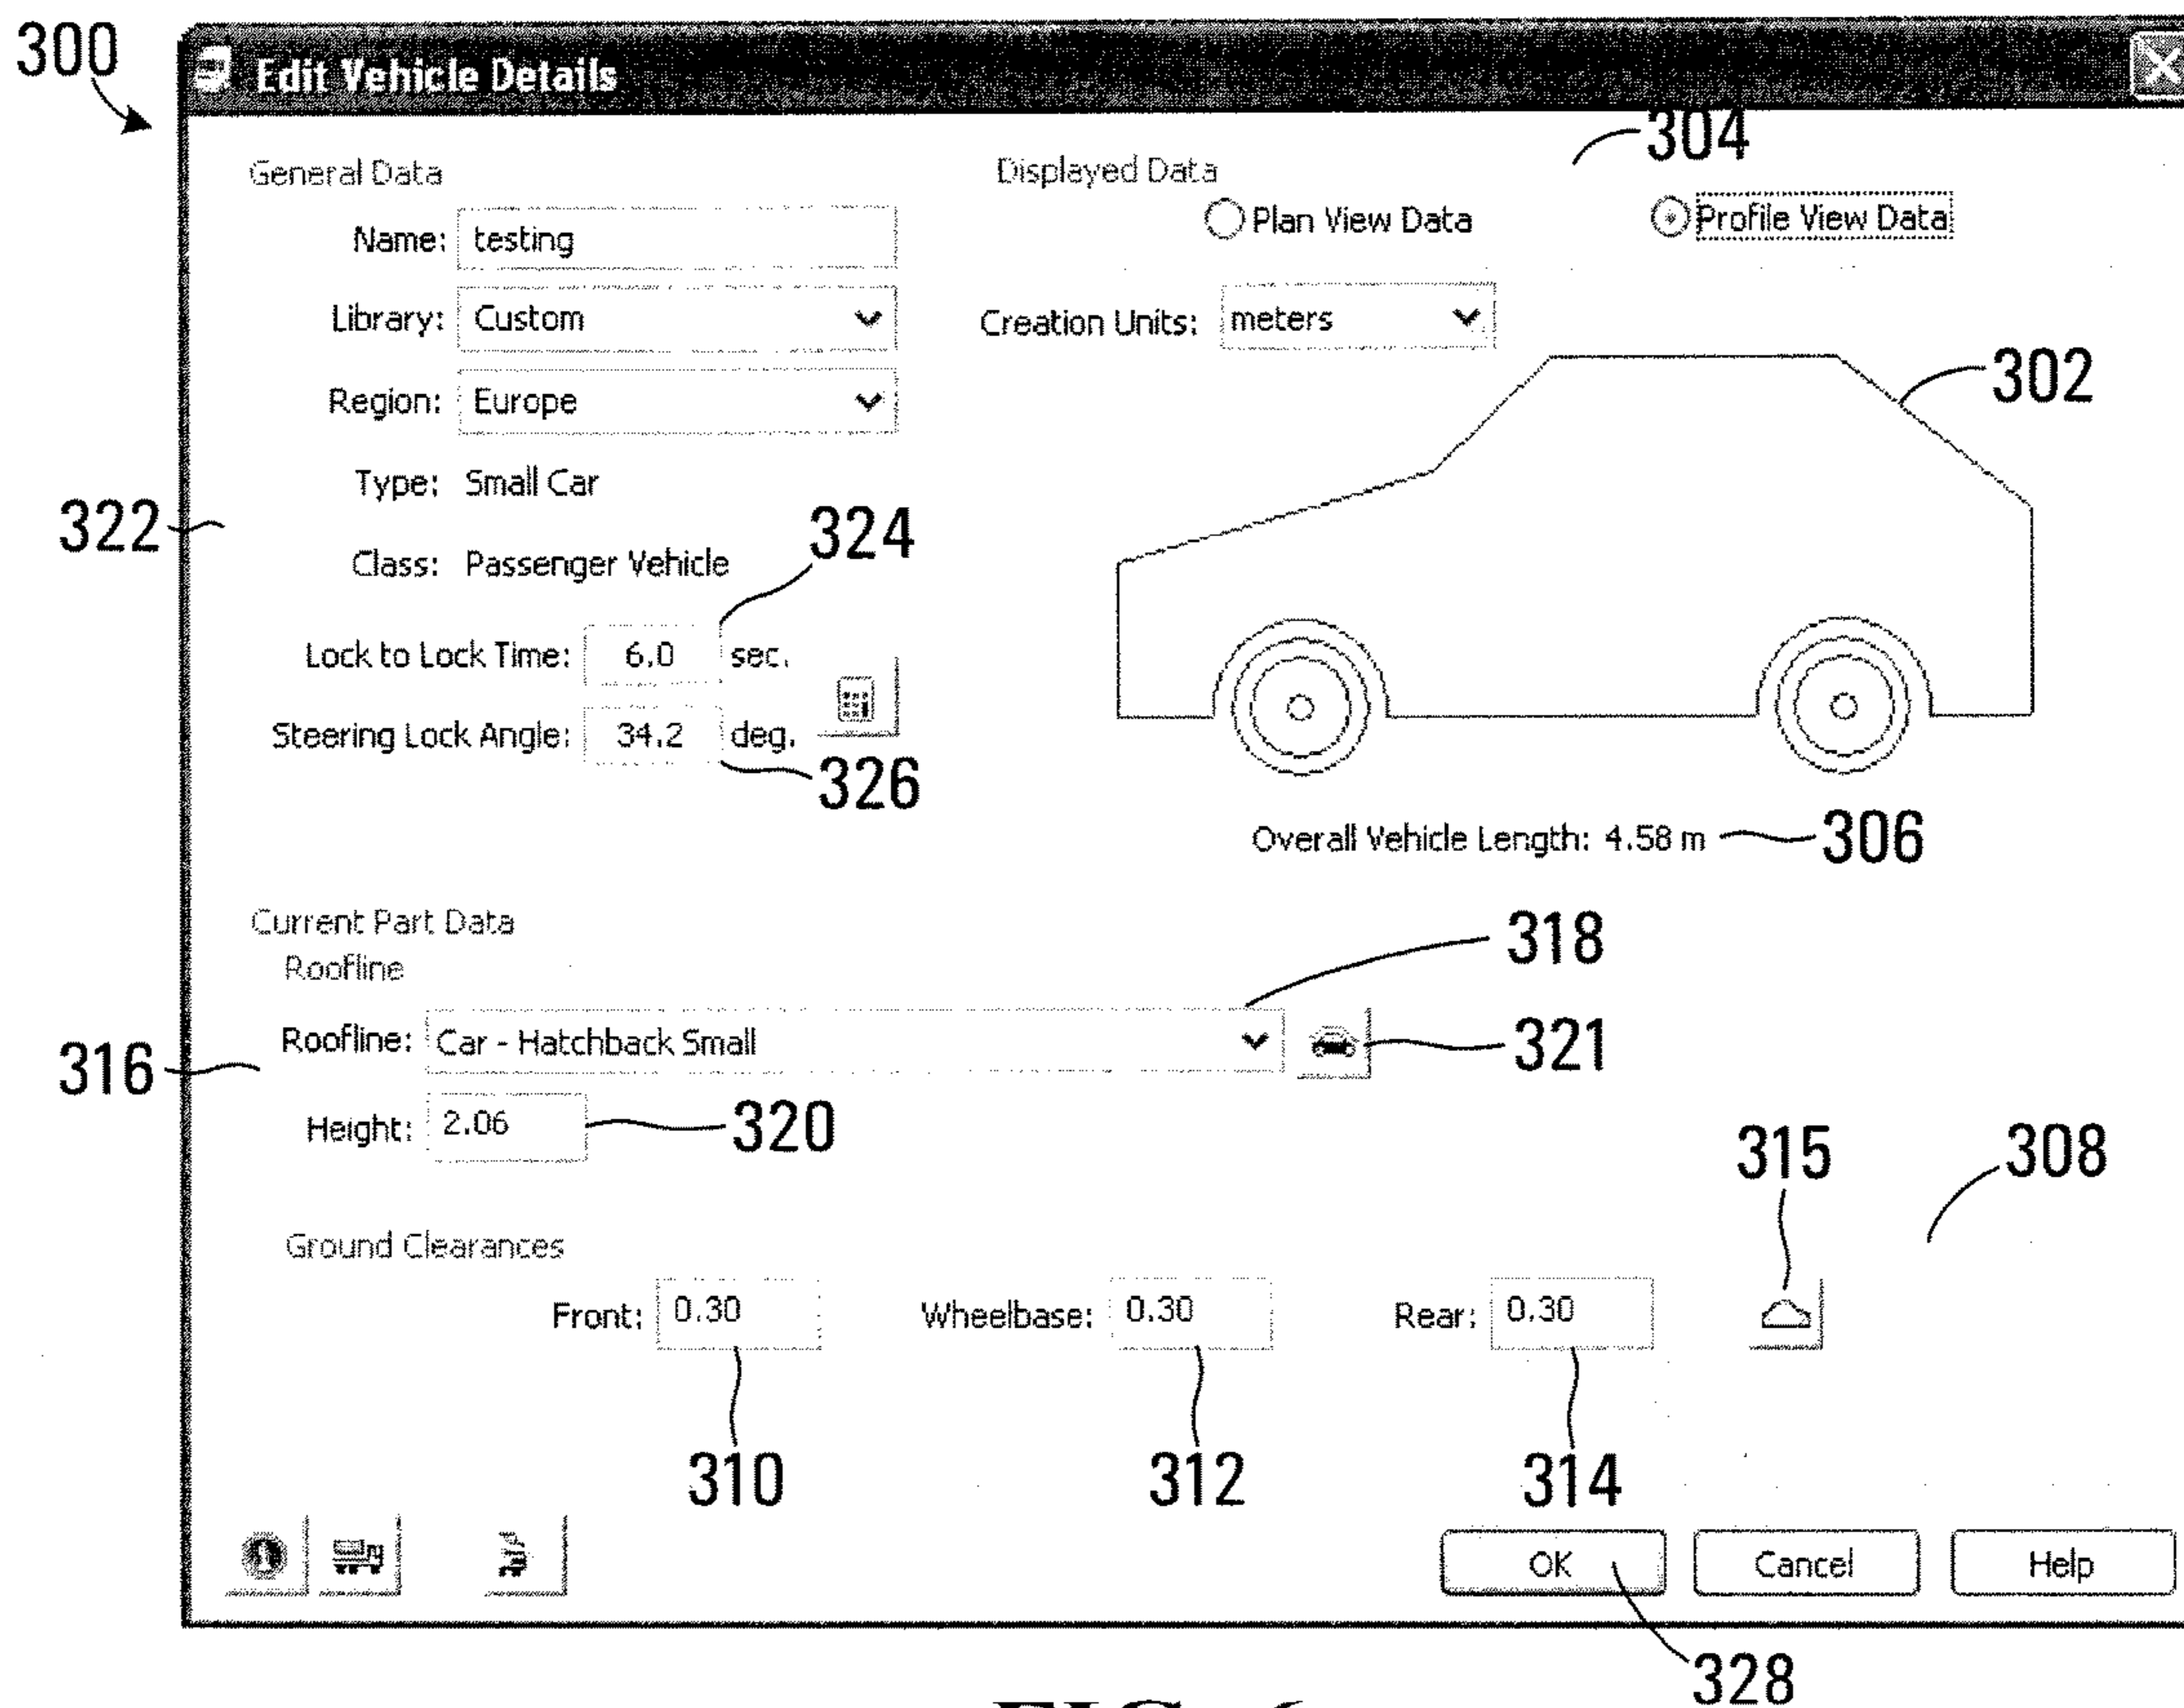 300
Edit Vehicle Details
304
General Data
Displayed Data
Plan View Data
Profile View Data
Name: testing
Library: Custom
Creation Units: meters
302
Region: Europe
Type: Small Car
322
324
Class: Passenger Vehicle
Lock to Lock Time: 6.0 sec.
Steering Lock Angle: 34.2 deg.
326
Overall Vehicle Length: 4.58 m
306
Current Part Data
Roofline
318
Roofline: Car - Hatchback Small
321
316
Height: 2.06
320
315
308
Ground Clearances
Front: 0.30
Wheelbase: 0.30
Rear: 0.30
310
312
314
OK
Cancel
Help
328